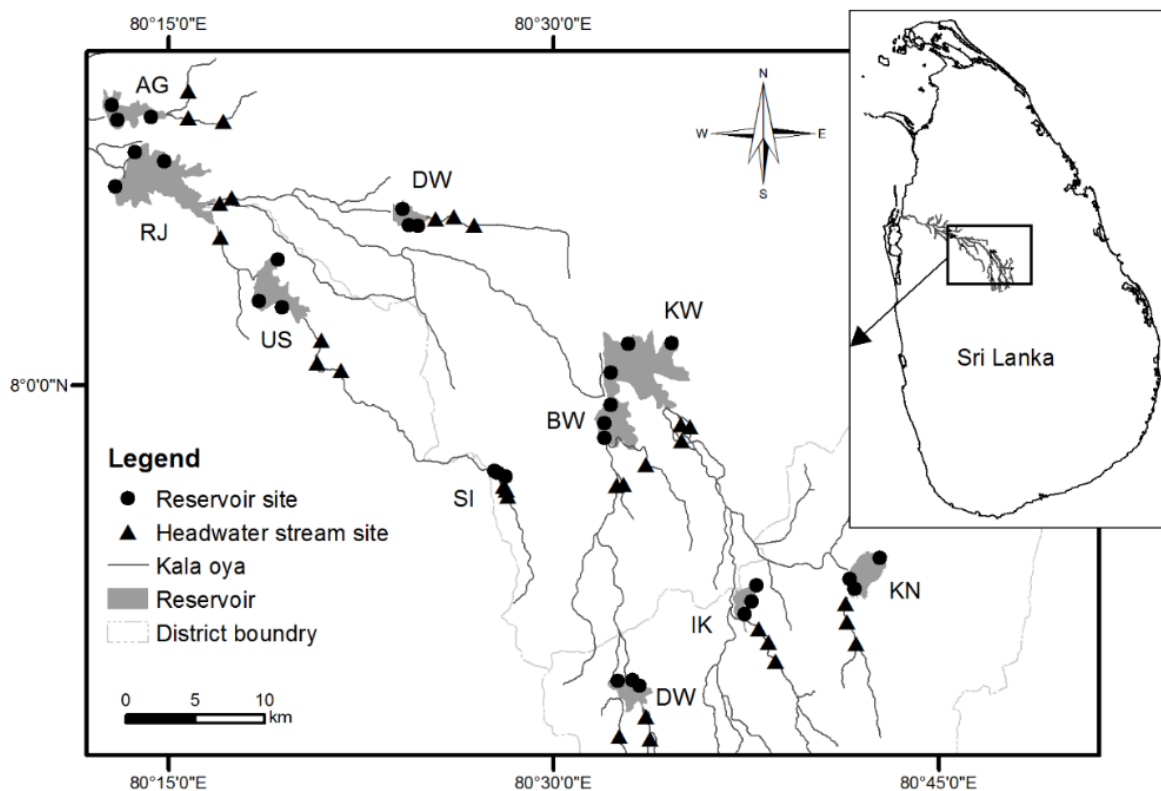 80°15'0"E
80°30'0"E
N
W
E
S
AG
RJ
DW
US
KW
BW
SI
IK
KN
DW
8°0'0"N
Sri Lanka
Legend
Reservoir site
Headwater stream site
Kala oya
Reservoir
District boundry
0 5 10
km
80°15'0"E
80°30'0"E
80°45'0"E